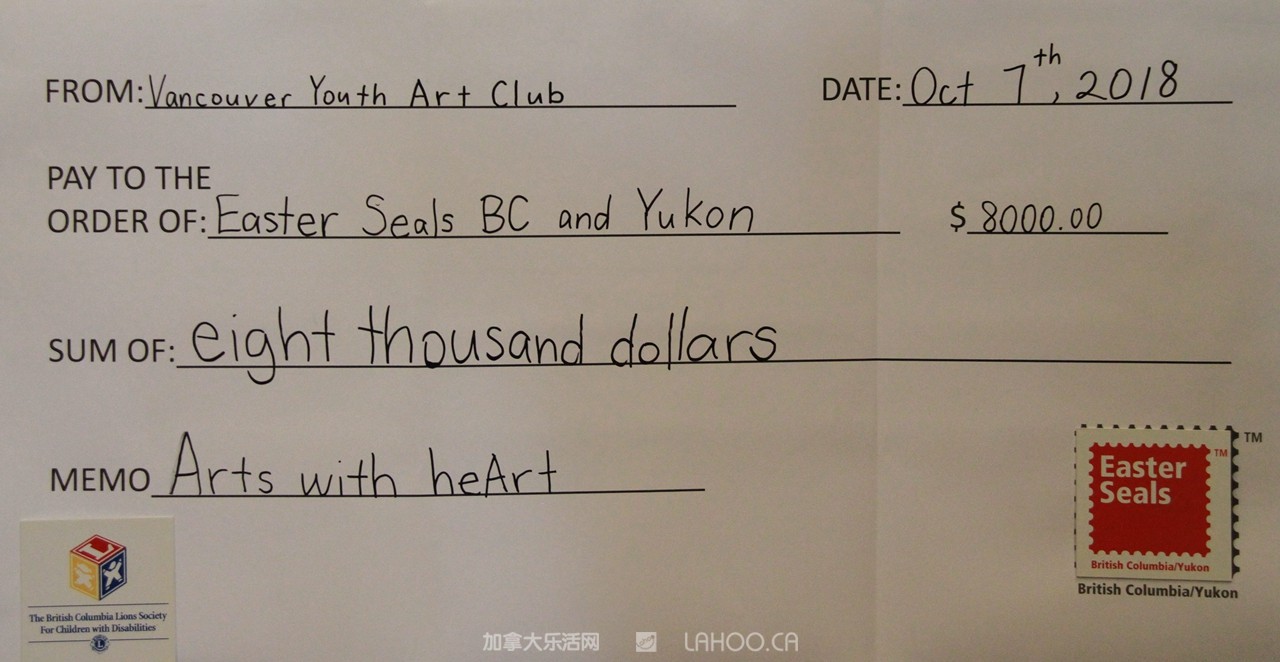 FROM: Vancouver Youth Art Club
DATE: Oct 7th, 2018
PAY TO THE
ORDER OF: Easter Seals BC and Yukon
$ 8000.00
SUM OF: eight thousand dollars
MEMO Arts with heArt
TM
TM
Easter
Seals
British Columbia/Yukon
British Columbia/Yukon
The British Columbia Lions Society
For Children with Disabilities
L
加拿大乐活网 LAHOO.CA